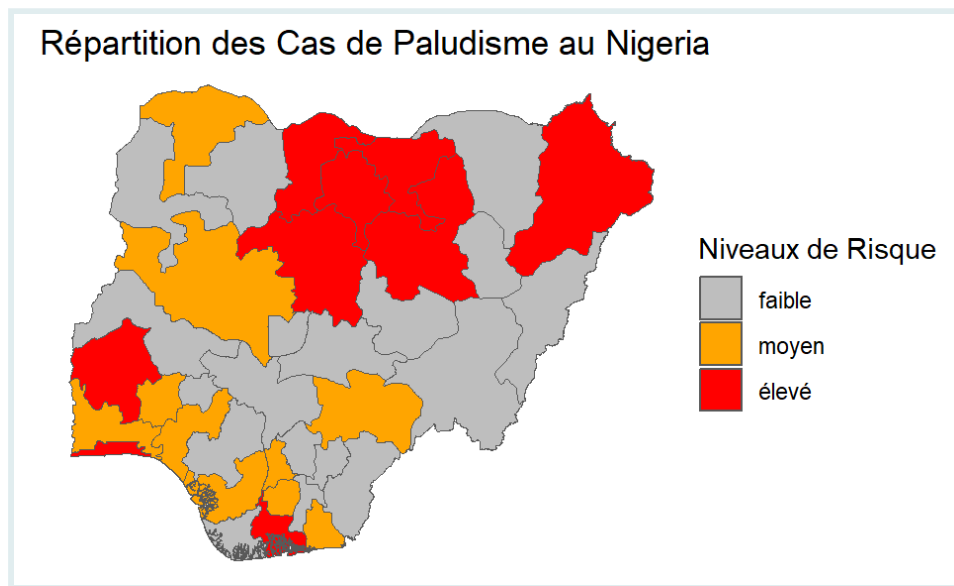 Répartition des Cas de Paludisme au Nigeria
Niveaux de Risque
faible
moyen
élevé